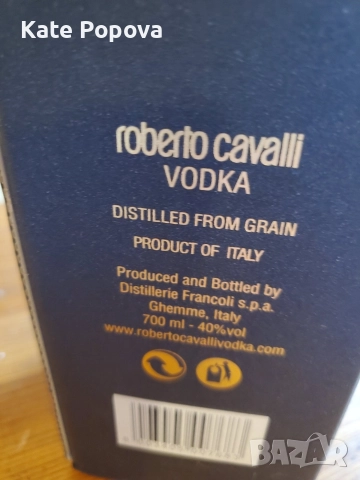 Kate Popova
roberto cavalli
VODKA
DISTILLED FROM GRAIN
PRODUCT OF ITALY
Produced and Bottled by
Distillerie Francoli s.p.a.
Ghemme, Italy
700 ml - 40%vol
www.robertocavallivodka.com
BAZAR